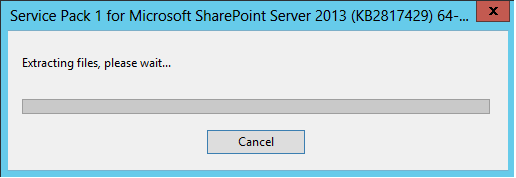 Service Pack 1 for Microsoft SharePoint Server 2013 (KB2817429) 64-...
x
Extracting files, please wait...
Cancel